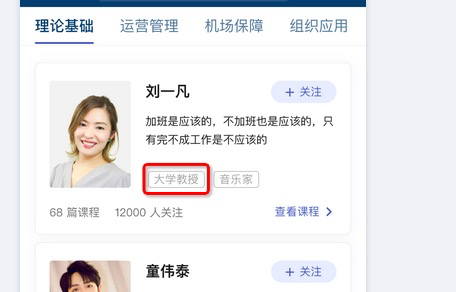 理论基础 运营管理 机场保障 组织应用
刘一凡
+ 关注
加班是应该的，不加班也是应该的，只
有完不成工作是不应该的
大学教授 音乐家
68 篇课程 12000 人关注 查看课程
童伟泰
+ 关注